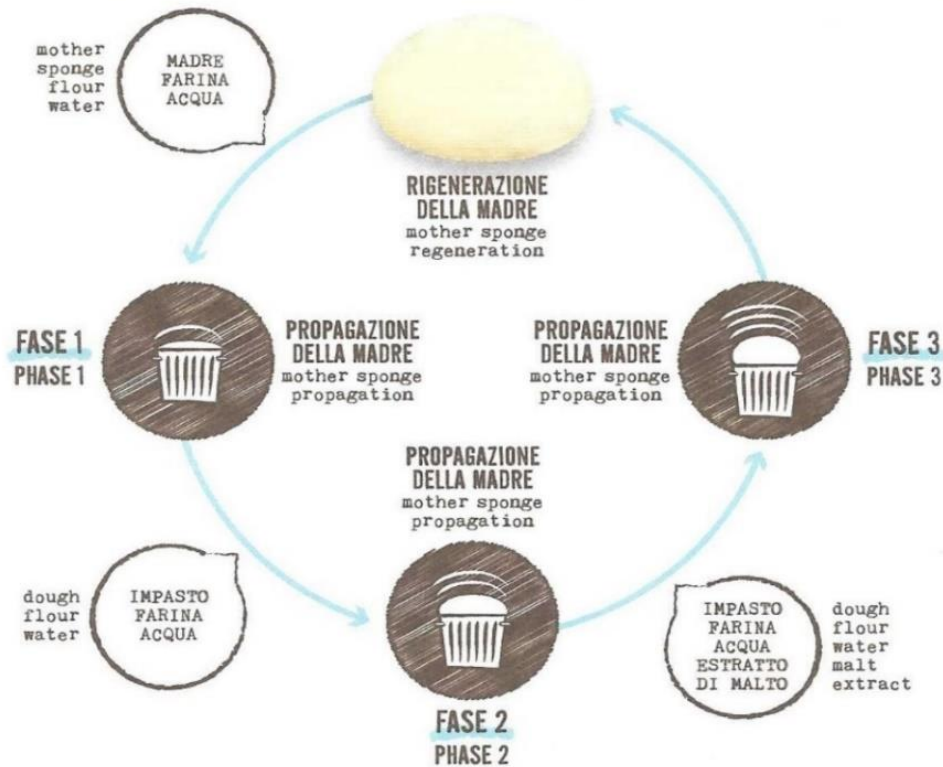 mother
sponge
flour
water
MADRE
FARINA
ACQUA
RIGENERAZIONE
DELLA MADRE
mother sponge
regeneration
FASE 1
PHASE 1
PROPAGAZIONE
DELLA MADRE
mother sponge
propagation
PROPAGAZIONE
DELLA MADRE
mother sponge
propagation
FASE 3
PHASE 3
PROPAGAZIONE
DELLA MADRE
mother sponge
propagation
dough
flour
water
IMPASTO
FARINA
ACQUA
FASE 2
PHASE 2
IMPASTO
FARINA
ACQUA
ESTRATTO
DI MALTO
dough
flour
water
malt
extract